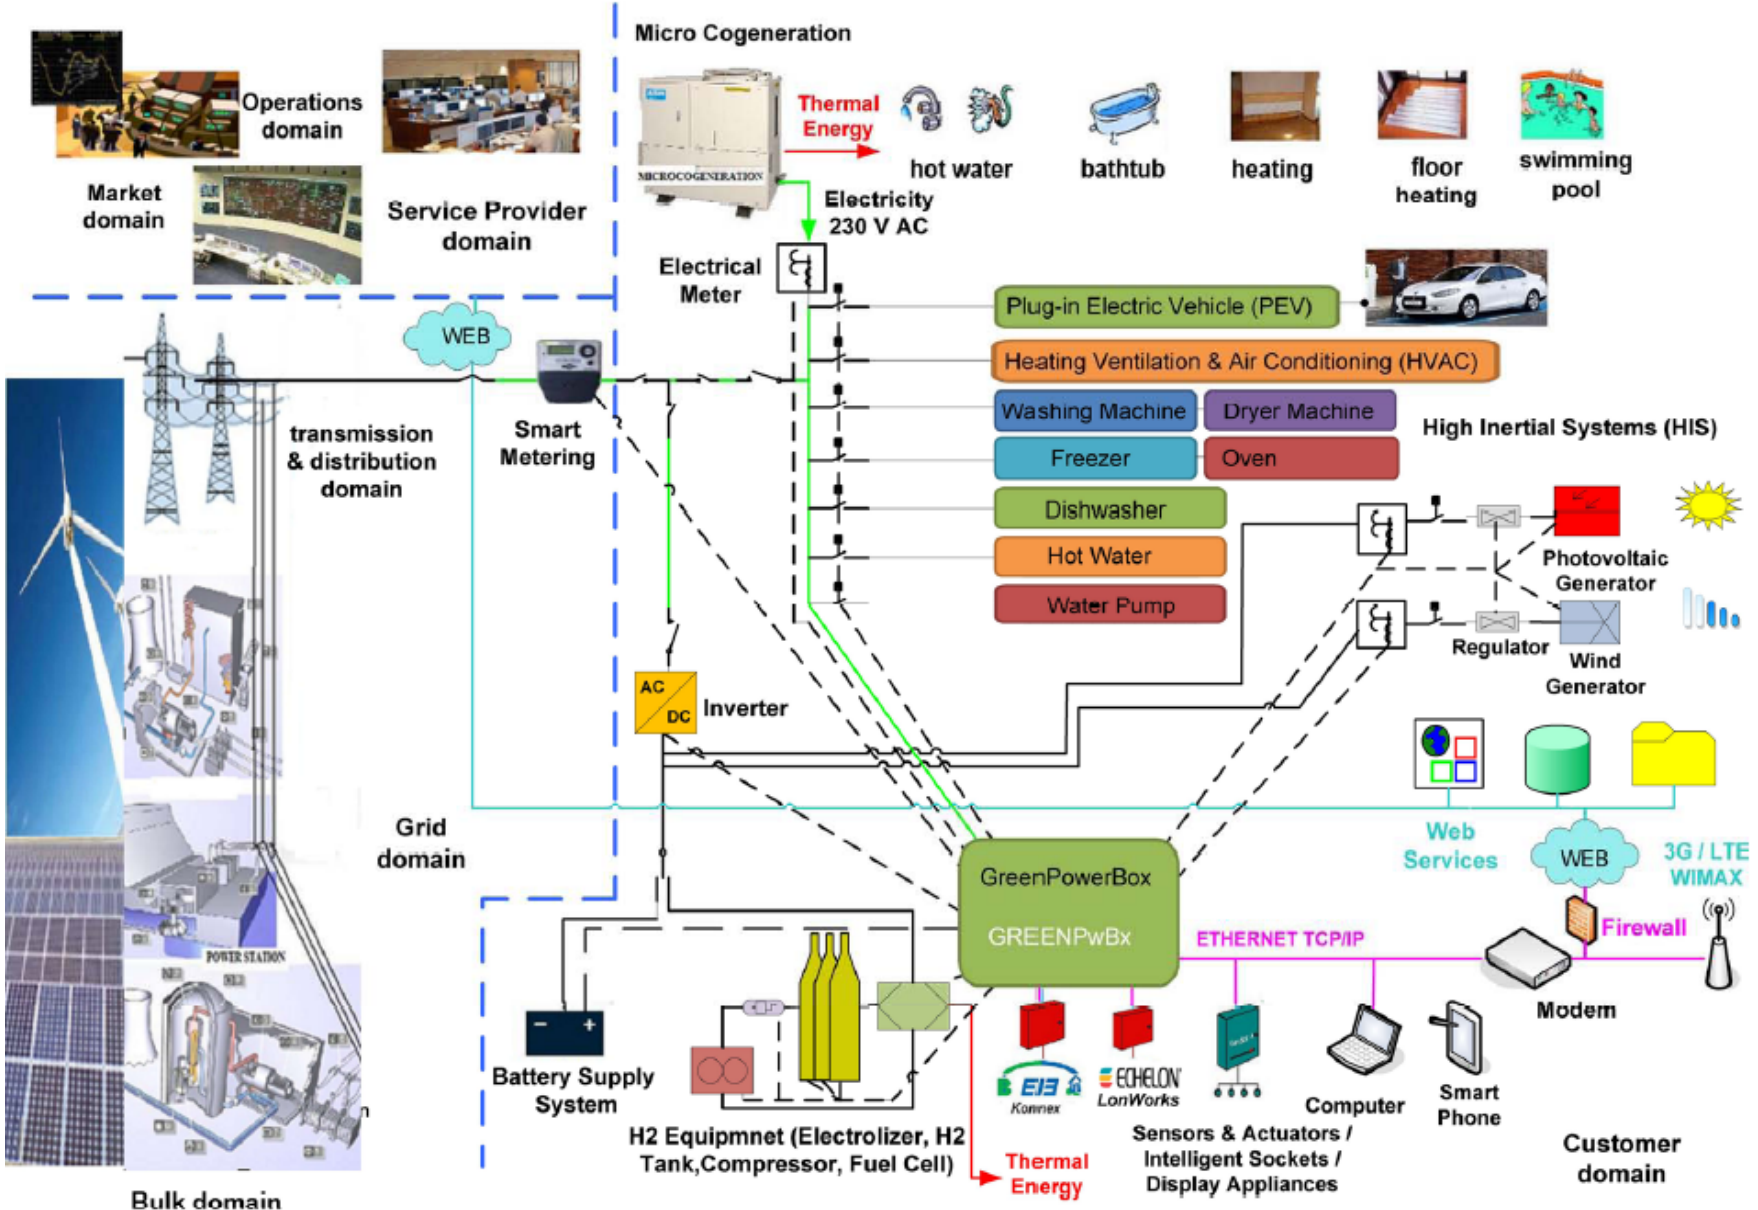 Micro Cogeneration
Operations
domain
Market
domain
Service Provider
domain
MICROCOGENERATION
Thermal
Energy
hot water
bathtub
heating
floor
heating
swimming
pool
Electricity
230 V AC
Electrical
Meter
WEB
transmission
& distribution
domain
Smart
Metering
Plug-in Electric Vehicle (PEV)
Heating Ventilation & Air Conditioning (HVAC)
Washing Machine
Dryer Machine
Freezer
Oven
Dishwasher
Hot Water
Water Pump
High Inertial Systems (HIS)
Photovoltaic
Generator
Regulator
Wind
Generator
AC
DC
Inverter
Grid
domain
POWER STATION
Bulk domain
Web
Services
WEB
3G / LTE
WIMAX
Firewall
GreenPowerBox
GREENPwBx
ETHERNET TCP/IP
Modem
Battery Supply
System
H2 Equipmnet (Electrolizer, H2
Tank,Compressor, Fuel Cell)
Thermal
Energy
EIB
Konnex
ECHELON
LonWorks
Sensors & Actuators /
Intelligent Sockets /
Display Appliances
Computer
Smart
Phone
Customer
domain